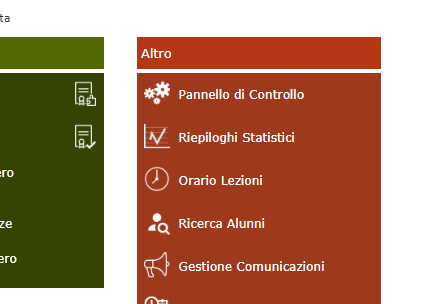 ta
Altro
Pannello di Controllo
Riepiloghi Statistici
ero
Orario Lezioni
ze
Ricerca Alunni
ero
Gestione Comunicazioni